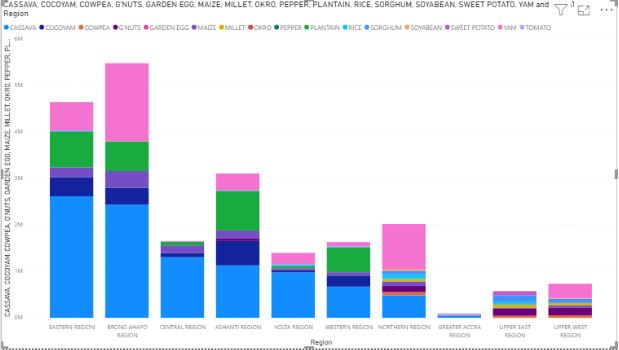 CASSAVA, COCOYAM, COWPEA, G'NUTS, GARDEN EGG, MAIZE, MILLET, OKRO, PEPPER, PLANTAIN, RICE, SORGHUM, SOYABEAN, SWEET POTATO, YAM and
Region
CASSAVA COCOYAM COWPEA G'NUTS GARDEN EGG MAIZE MILLET OKRO PEPPER PLANTAIN RICE SORGHUM SOYABEAN SWEET POTATO YAM TOMATO
CASSAVA, COCOYAM, COWPEA, G'NUTS, GARDEN EGG, MAIZE, MILLET, OKRO, PEPPER, PL...
6M
5M
4M
3M
2M
1M
0M
EASTERN REGION BRONG AHAFO REGION CENTRAL REGION ASHANTI REGION VOLTA REGION WESTERN REGION NORTHERN REGION GREATER ACCRA REGION UPPER EAST REGION UPPER WEST REGION
Region